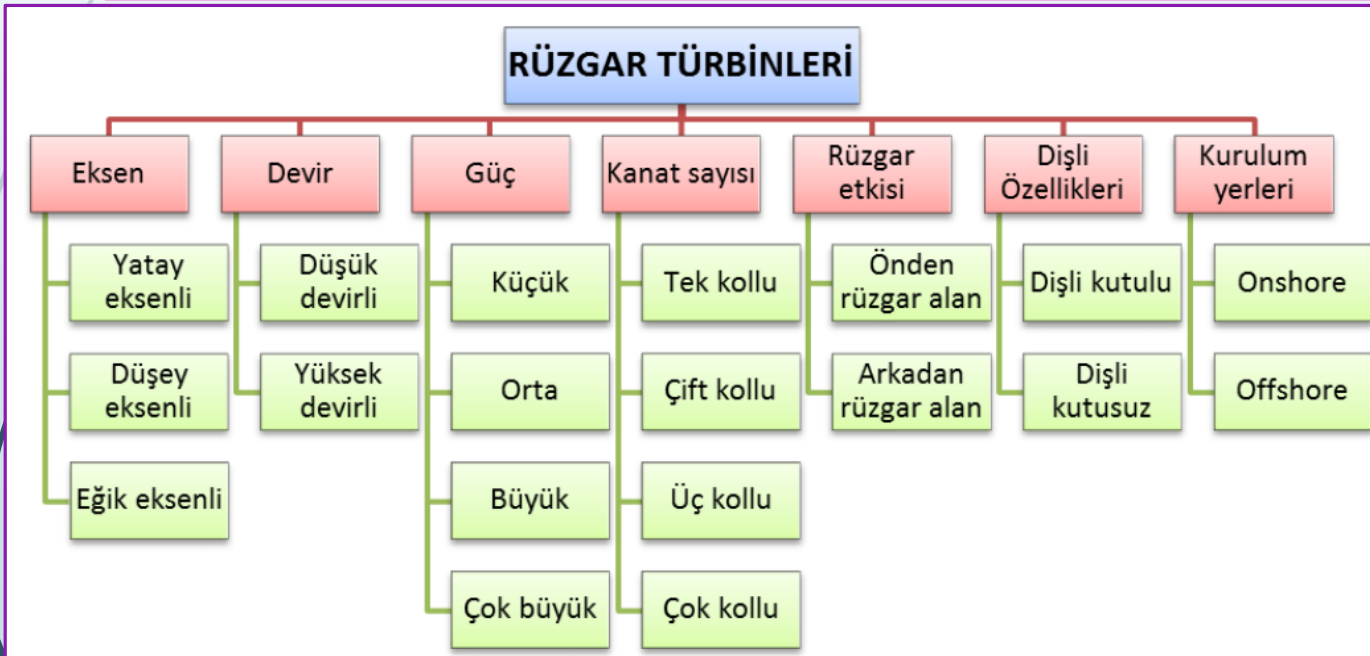 RÜZGAR TÜRBİNLERİ
Eksen
Yatay
eksenli
Düşey
eksenli
Eğik eksenli
Devir
Düşük
devirli
Yüksek
devirli
Güç
Küçük
Orta
Büyük
Çok büyük
Kanat sayısı
Tek kollu
Çift kollu
Üç kollu
Çok kollu
Rüzgar
etkisi
Önden
rüzgar alan
Arkadan
rüzgar alan
Dişli
Özellikleri
Dişli kutulu
Dişli
kutusuz
Kurulum
yerleri
Onshore
Offshore